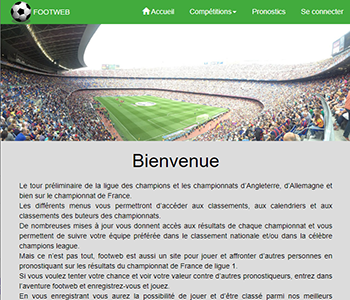 FOOTWEB Accueil Compétitions Pronostics Se connecter
Bienvenue
Le tour préliminaire de la ligue des champions et les championnats d'Angleterre, d'Allemagne et
bien sur le championnat de France.
Les différents menus vous permettront d'accéder aux classements, aux calendriers et aux
classements des buteurs des championnats.
De nombreuses mises à jour vous donnent accès aux résultats de chaque championnat et vous
permettent de suivre votre équipe préférée dans le classement nationale et/ou dans la célèbre
champions league.
Mais ce n'est pas tout, footweb est aussi un site pour jouer et affronter d'autres personnes en
pronostiquant sur les résultats du championnat de France de ligue 1.
Si vous voulez tenter votre chance et voir votre valeur contre d'autres pronostiqueurs, entrez dans
l'aventure footweb et enregistrez-vous et jouez.
En vous enregistrant vous aurez la possibilité de jouer et d'être classé parmi nos meilleurs